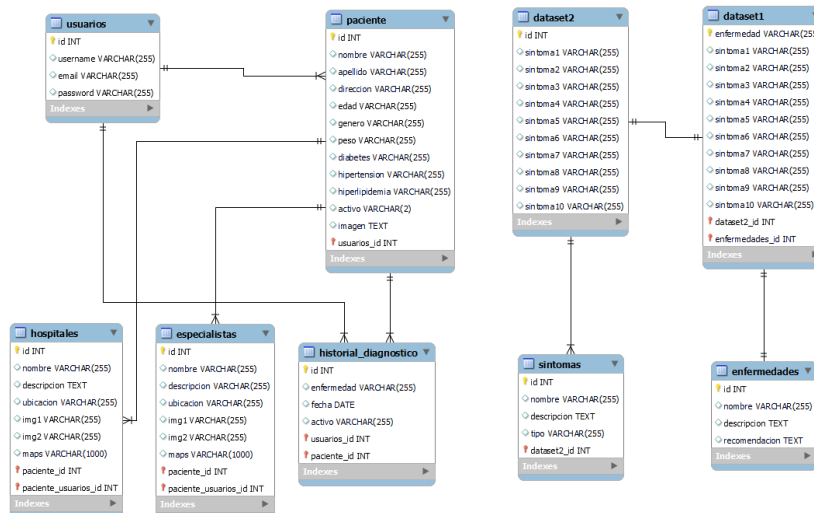 usuarios
id INT
username VARCHAR(255)
email VARCHAR(255)
password VARCHAR(255)
Indexes
paciente
id INT
nombre VARCHAR(255)
apellido VARCHAR(255)
direccion VARCHAR(255)
edad VARCHAR(255)
genero VARCHAR(255)
peso VARCHAR(255)
diabetes VARCHAR(255)
hipertension VARCHAR(255)
hiperlipidemia VARCHAR(255)
activo VARCHAR(2)
imagen TEXT
usuarios_id INT
Indexes
dataset2
id INT
sintoma1 VARCHAR(255)
sintoma2 VARCHAR(255)
sintoma3 VARCHAR(255)
sintoma4 VARCHAR(255)
sintoma5 VARCHAR(255)
sintoma6 VARCHAR(255)
sintoma7 VARCHAR(255)
sintoma8 VARCHAR(255)
sintoma9 VARCHAR(255)
sintoma10 VARCHAR(255)
Indexes
dataset1
enfermedad VARCHAR(255
sintoma1 VARCHAR(255)
sintoma2 VARCHAR(255)
sintoma3 VARCHAR(255)
sintoma4 VARCHAR(255)
sintoma5 VARCHAR(255)
sintoma6 VARCHAR(255)
sintoma7 VARCHAR(255)
sintoma8 VARCHAR(255)
sintoma9 VARCHAR(255)
sintoma10 VARCHAR(255)
dataset2_id INT
enfermedades_id INT
Indexes
hospitales
id INT
nombre VARCHAR(255)
descripcion TEXT
ubicacion VARCHAR(255)
img1 VARCHAR(255)
img2 VARCHAR(255)
maps VARCHAR(1000)
paciente_id INT
paciente_usuarios_id INT
Indexes
especialistas
id INT
nombre VARCHAR(255)
descripcion VARCHAR(255)
ubicacion VARCHAR(255)
img1 VARCHAR(255)
img2 VARCHAR(255)
maps VARCHAR(1000)
paciente_id INT
paciente_usuarios_id INT
Indexes
historial_diagnostico
id INT
enfermedad VARCHAR(255)
fecha DATE
activo VARCHAR(255)
usuarios_id INT
paciente_id INT
Indexes
sintomas
id INT
nombre VARCHAR(255)
descripcion TEXT
tipo VARCHAR(255)
dataset2_id INT
Indexes
enfermedades
id INT
nombre VARCHAR(255)
descripcion TEXT
recomendacion TEXT
Indexes